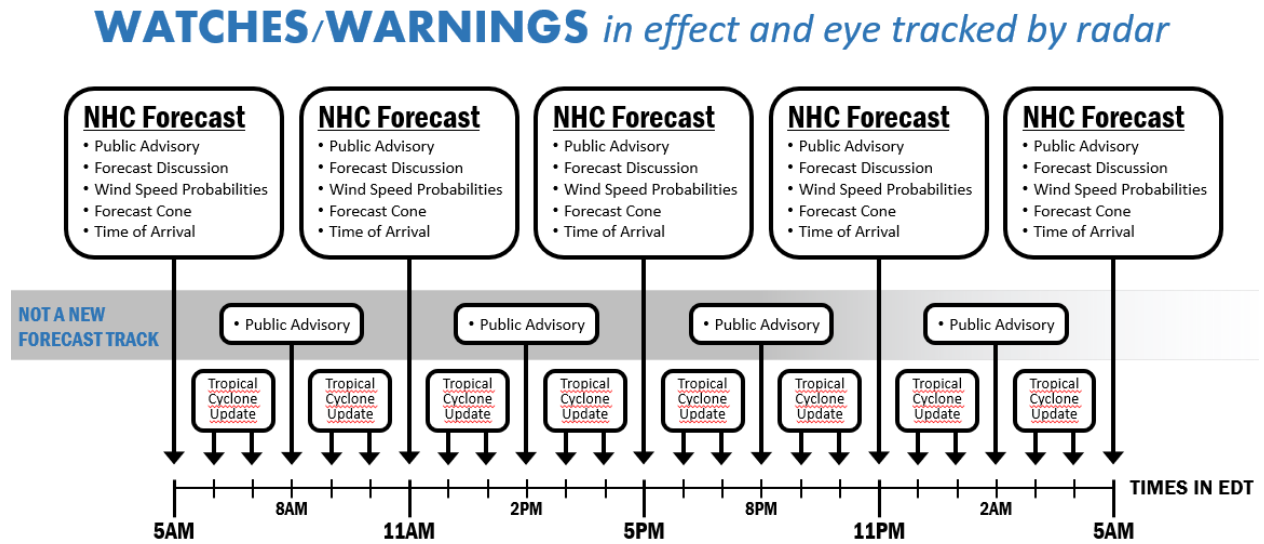 WATCHES/WARNINGS in effect and eye tracked by radar
NHC Forecast
• Public Advisory
• Forecast Discussion
• Wind Speed Probabilities
• Forecast Cone
• Time of Arrival
NHC Forecast
• Public Advisory
• Forecast Discussion
• Wind Speed Probabilities
• Forecast Cone
• Time of Arrival
NHC Forecast
• Public Advisory
• Forecast Discussion
• Wind Speed Probabilities
• Forecast Cone
• Time of Arrival
NHC Forecast
• Public Advisory
• Forecast Discussion
• Wind Speed Probabilities
• Forecast Cone
• Time of Arrival
NHC Forecast
• Public Advisory
• Forecast Discussion
• Wind Speed Probabilities
• Forecast Cone
• Time of Arrival
NOT A NEW
FORECAST TRACK
• Public Advisory
• Public Advisory
• Public Advisory
• Public Advisory
Tropical
Cyclone
Update
Tropical
Cyclone
Update
Tropical
Cyclone
Update
Tropical
Cyclone
Update
Tropical
Cyclone
Update
Tropical
Cyclone
Update
Tropical
Cyclone
Update
Tropical
Cyclone
Update
TIMES IN EDT
5AM
8AM
11AM
2PM
5PM
8PM
11PM
2AM
5AM